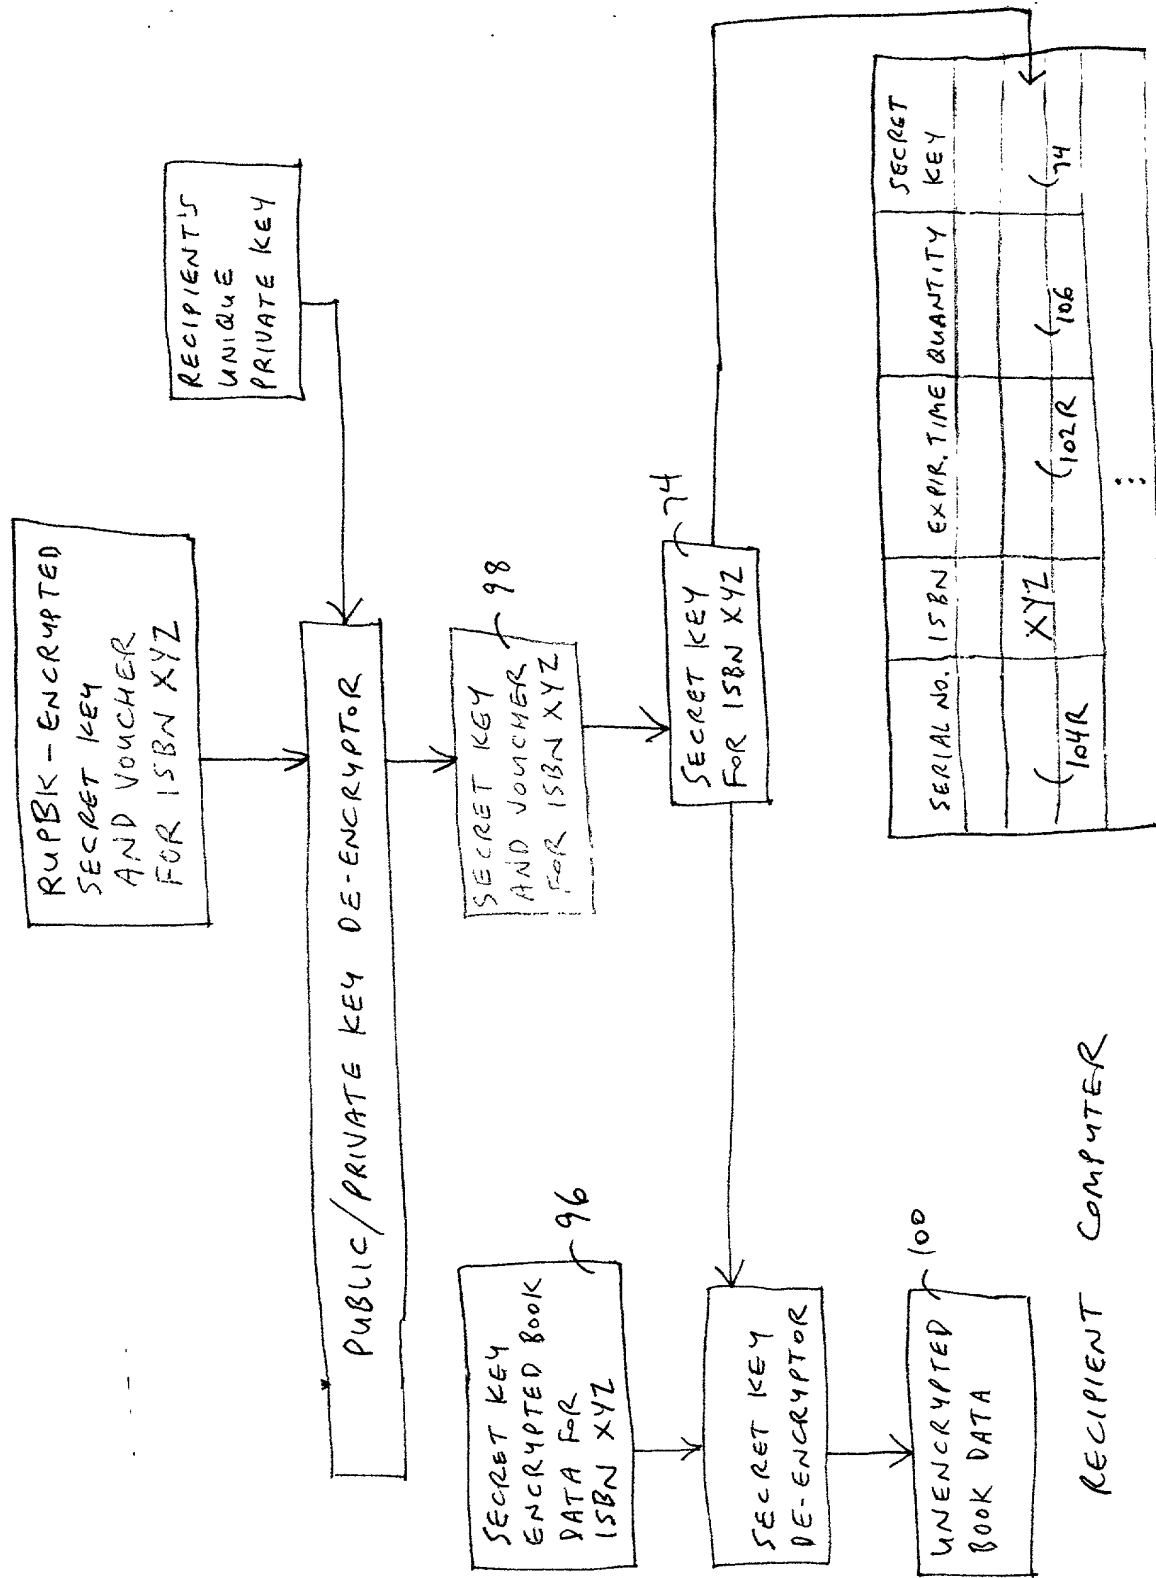 RUPBK-ENCRYPTED
SECRET KEY
AND VOUCHER
FOR ISBN XYZ
RECIPIENT'S
UNIQUE
PRIVATE KEY
PUBLIC/PRIVATE KEY DE-ENCRYPTOR
SECRET KEY
AND VOUCHER
FOR ISBN XYZ
98
SECRET KEY
ENCRYPTED BOOK
DATA FOR
ISBN XYZ
96
SECRET KEY
FOR ISBN XYZ
74
SECRET KEY
DE-ENCRYPTOR
UNENCRYPTED
BOOK DATA
100
SERIAL NO. ISBN EXPIR. TIME QUANTITY SECRET KEY
XYZ
104R 102R 106 74
RECIPIENT COMPUTER